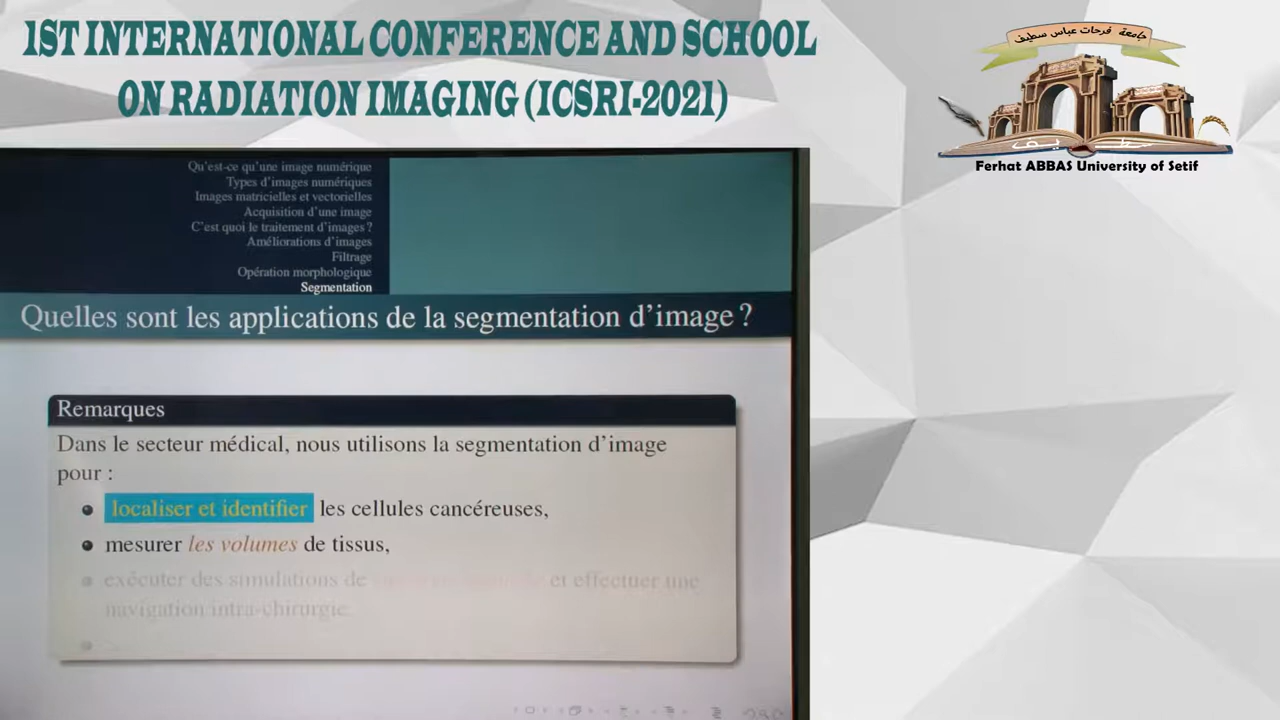 1ST INTERNATIONAL CONFERENCE AND SCHOOL
ON RADIATION IMAGING (ICSRI-2021)
جامعة فرحات عباس سطيف
سطيف
Ferhat ABBAS University of Setif
Qu'est-ce qu'une image numérique
Types d'images numériques
Images matricielles et vectorielles
Acquisition d'une image
C'est quoi le traitement d'images ?
Améliorations d'images
Filtrage
Opération morphologique
Segmentation
Quelles sont les applications de la segmentation d'image ?
Remarques
Dans le secteur médical, nous utilisons la segmentation d'image
pour :
localiser et identifier les cellules cancéreuses,
mesurer les volumes de tissus,
exécuter des simulations de et effectuer une
navigation intra-chirurgie.